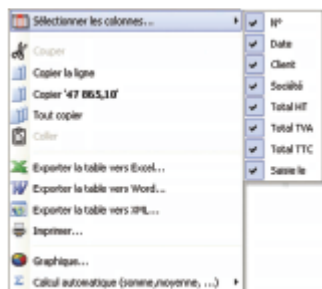 Sélectionner les colonnes...
Couper
Copier la ligne
Copier '47 865,10'
Tout copier
Coller
Exporter la table vers Excel...
Exporter la table vers Word...
Exporter la table vers XML...
Imprimer...
Graphique...
Calcul automatique (somme,moyenne, ...)
N°
Date
Client
Société
Total HT
Total TVA
Total TTC
Saisie le